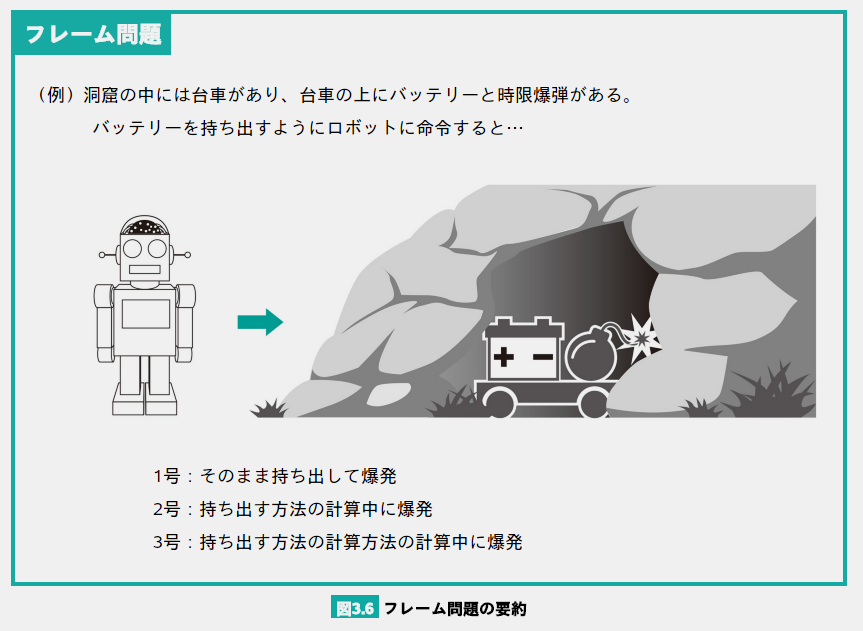 フレーム問題
(例)洞窟の中には台車があり、台車の上にバッテリーと時限爆弾がある。
バッテリーを持ち出すようにロボットに命令すると…
1号:そのまま持ち出して爆発
2号:持ち出す方法の計算中に爆発
3号:持ち出す方法の計算方法の計算中に爆発
図3.6 フレーム問題の要約